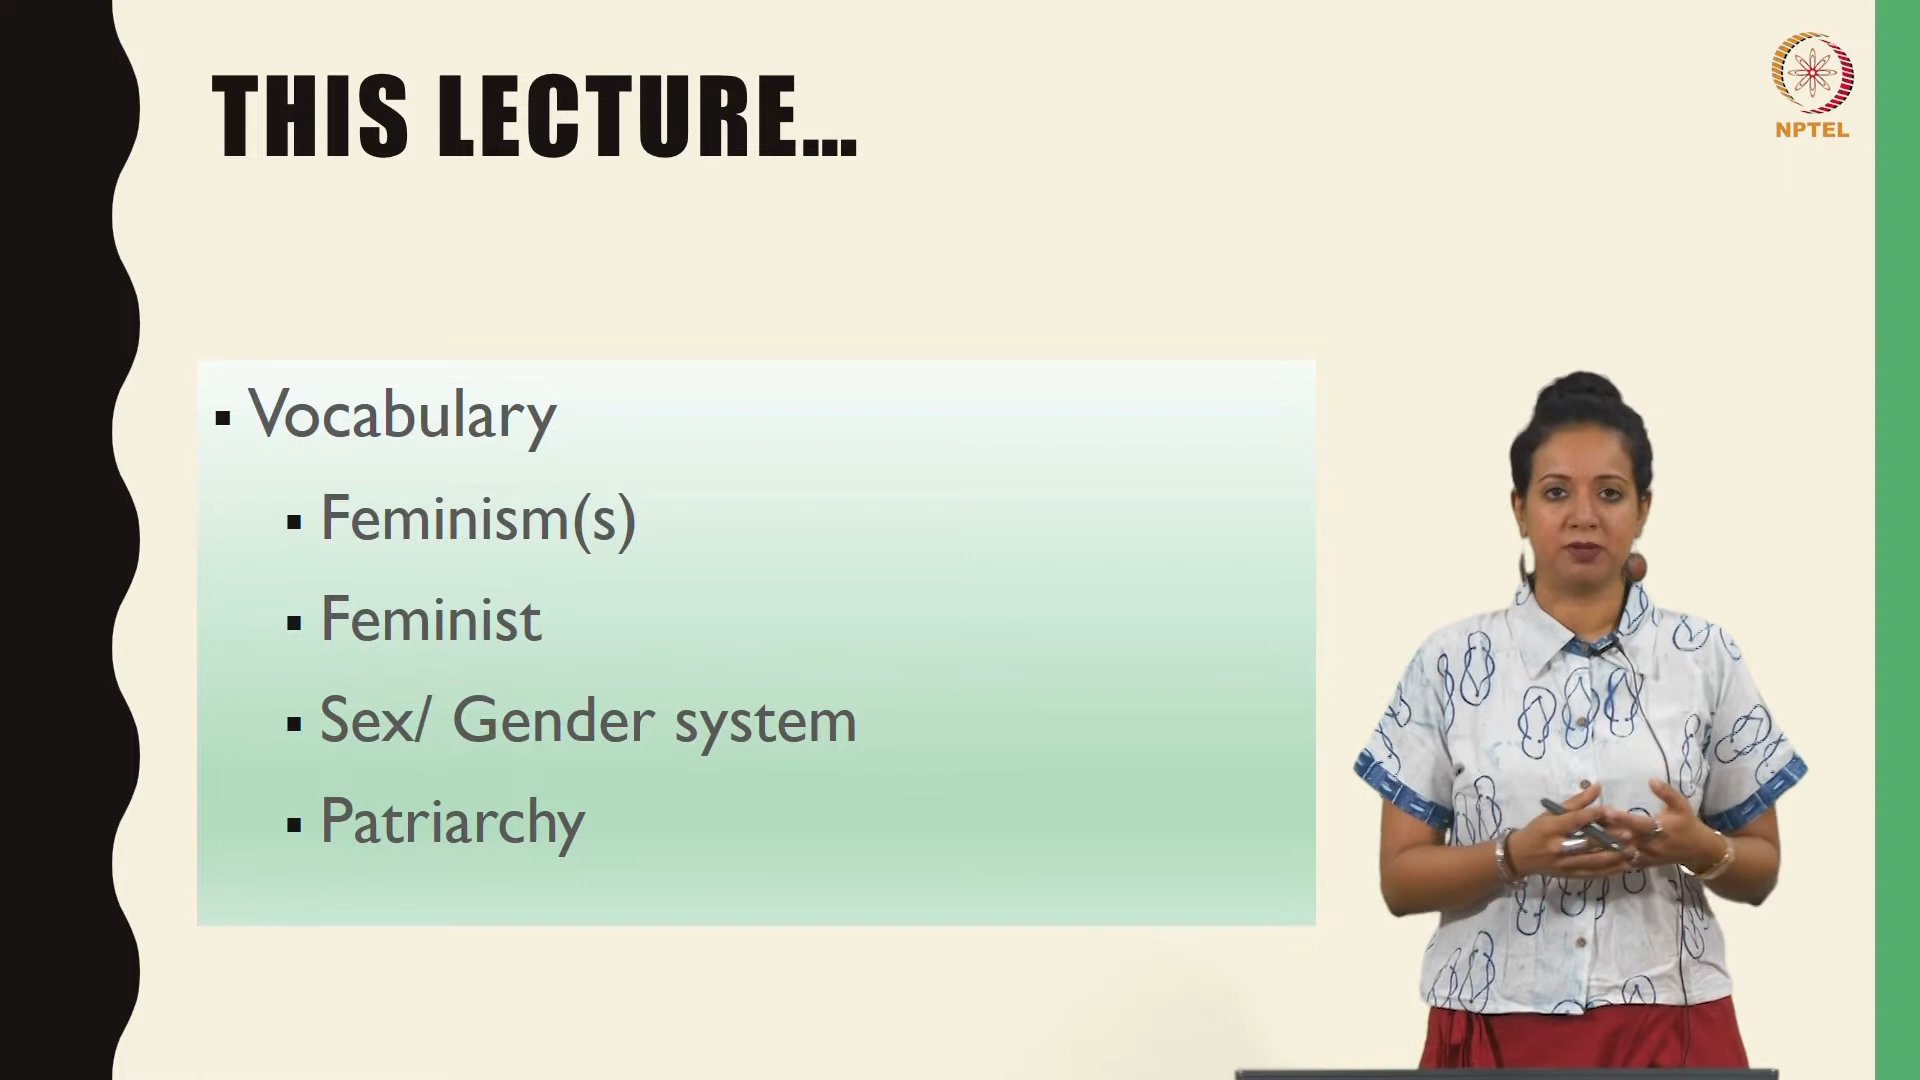 THIS LECTURE...
NPTEL
Vocabulary
Feminism(s)
Feminist
Sex/ Gender system
Patriarchy